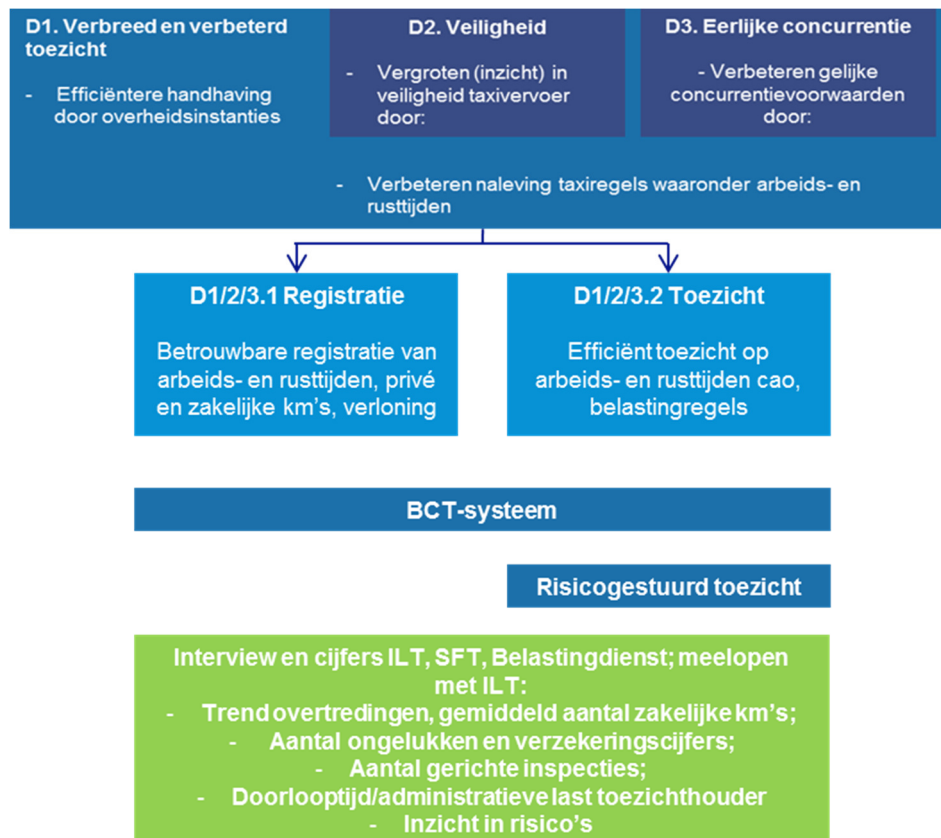 D1. Verbreed en verbeterd
toezicht
- Efficiëntere handhaving
door overheidsinstanties
D2. Veiligheid
- Vergroten (inzicht) in
veiligheid taxivervoer
door:
D3. Eerlijke concurrentie
- Verbeteren gelijke
concurrentievoorwaarden
door:
- Verbeteren naleving taxiregels waaronder arbeids- en
rusttijden
D1/2/3.1 Registratie
Betrouwbare registratie van
arbeids- en rusttijden, privé
en zakelijke km's, verloning
D1/2/3.2 Toezicht
Efficiënt toezicht op
arbeids- en rusttijden cao,
belastingregels
BCT-systeem
Risicogestuurd toezicht
Interview en cijfers ILT, SFT, Belastingdienst; meelopen
met ILT:
- Trend overtredingen, gemiddeld aantal zakelijke km's;
- Aantal ongelukken en verzekeringscijfers;
- Aantal gerichte inspecties;
- Doorlooptijd/administratieve last toezichthouder
- Inzicht in risico's